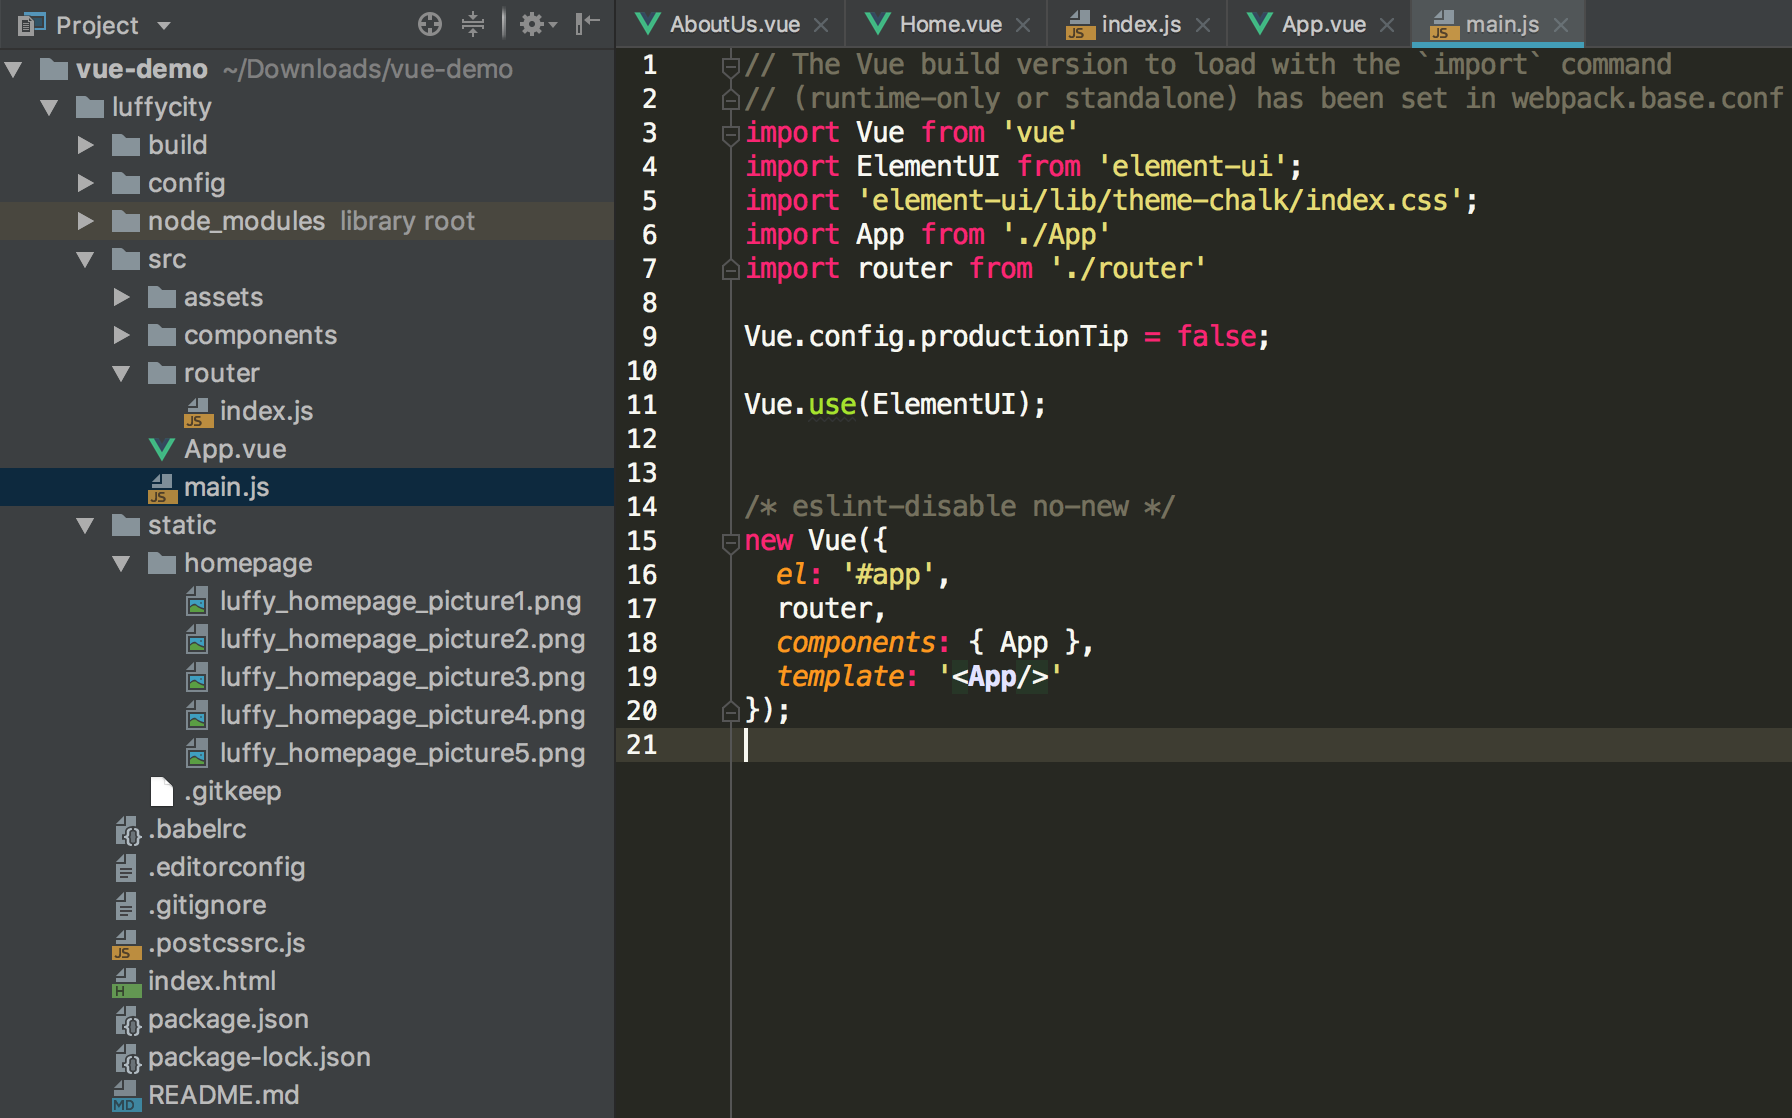 Project
vue-demo ~/Downloads/vue-demo
luffycity
build
config
node_modules library root
src
assets
components
router
JS index.js
App.vue
JS main.js
static
homepage
luffy_homepage_picture1.png
luffy_homepage_picture2.png
luffy_homepage_picture3.png
luffy_homepage_picture4.png
luffy_homepage_picture5.png
.gitkeep
.babelrc
.editorconfig
.gitignore
JS .postcssrc.js
H index.html
package.json
package-lock.json
MD README.md
AboutUs.vue Home.vue JS index.js App.vue JS main.js
1 // The Vue build version to load with the `import` command
2 // (runtime-only or standalone) has been set in webpack.base.conf
3 import Vue from 'vue'
4 import ElementUI from 'element-ui';
5 import 'element-ui/lib/theme-chalk/index.css';
6 import App from './App'
7 import router from './router'
8
9 Vue.config.productionTip = false;
10
11 Vue.use(ElementUI);
12
13
14 /* eslint-disable no-new */
15 new Vue({
16 el: '#app',
17 router,
18 components: { App },
19 template: '<App/>'
20 });
21